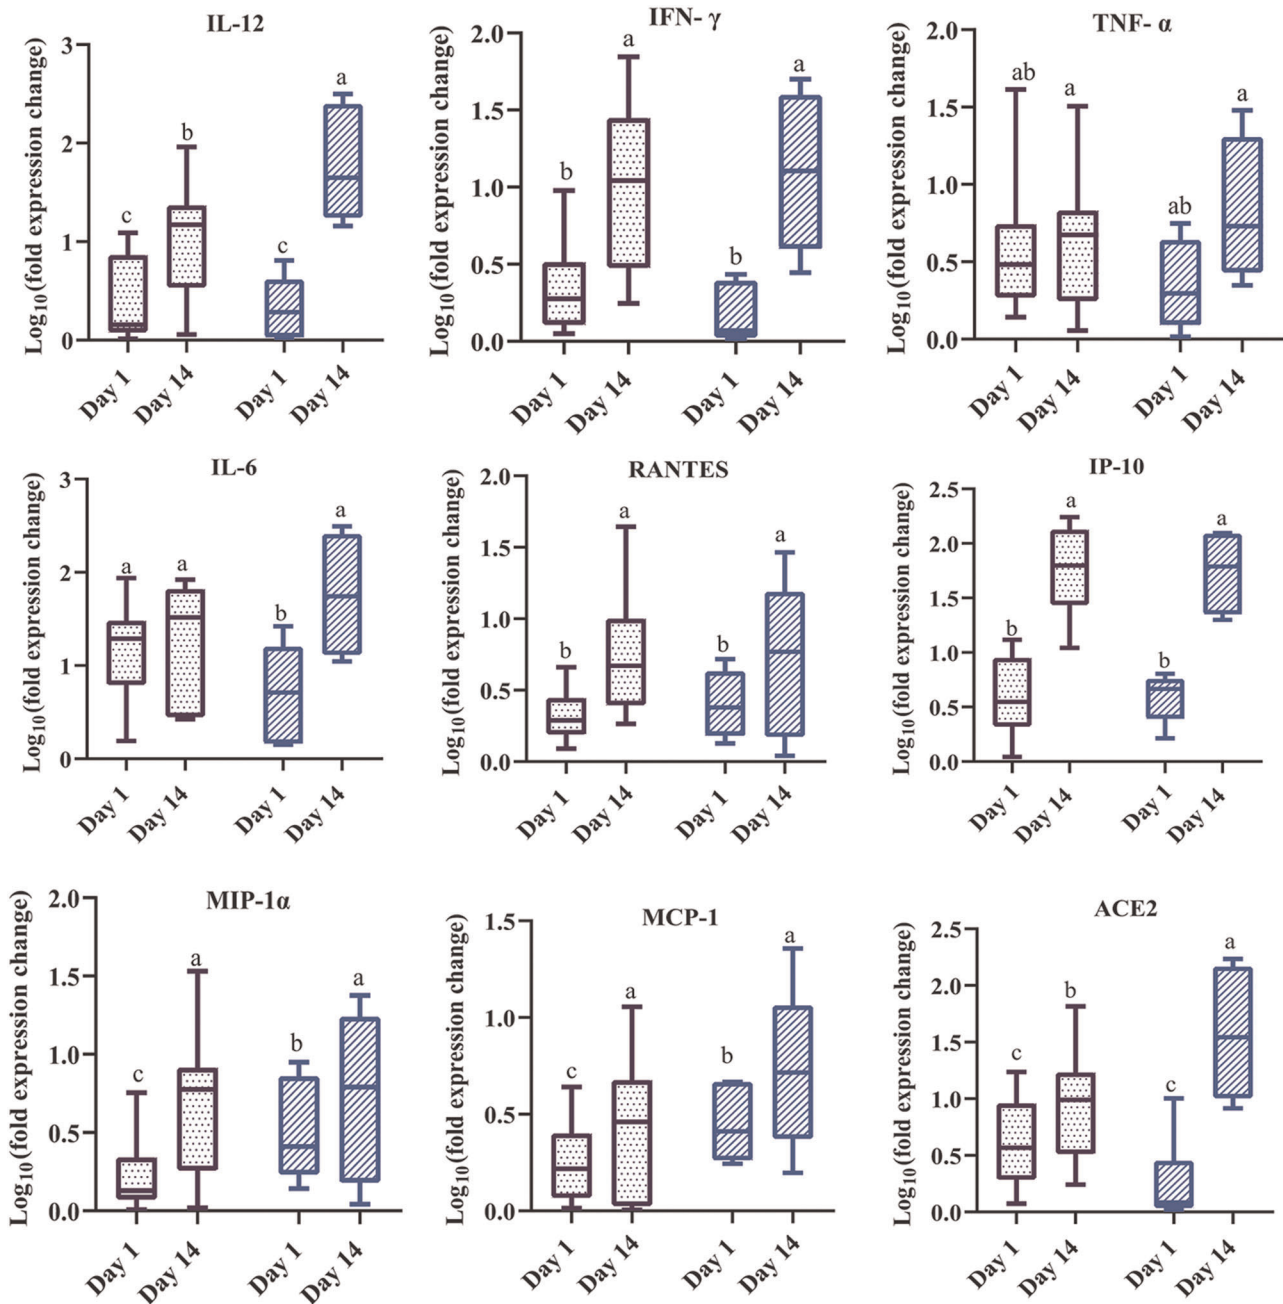 IL-12
Log10(fold expression change)
3
2
1
0
c
b
c
a
Day 1
Day 14
Day 1
Day 14
IFN- γ
Log10(fold expression change)
2.0
1.5
1.0
0.5
0.0
b
a
b
a
Day 1
Day 14
Day 1
Day 14
TNF- α
Log10(fold expression change)
2.0
1.5
1.0
0.5
0.0
ab
a
ab
a
Day 1
Day 14
Day 1
Day 14
IL-6
Log10(fold expression change)
3
2
1
0
a
a
b
a
Day 1
Day 14
Day 1
Day 14
RANTES
Log10(fold expression change)
2.0
1.5
1.0
0.5
0.0
b
a
b
a
Day 1
Day 14
Day 1
Day 14
IP-10
Log10(fold expression change)
2.5
2.0
1.5
1.0
0.5
0.0
b
a
b
a
Day 1
Day 14
Day 1
Day 14
MIP-1α
Log10(fold expression change)
2.0
1.5
1.0
0.5
0.0
c
a
b
a
Day 1
Day 14
Day 1
Day 14
MCP-1
Log10(fold expression change)
1.5
1.0
0.5
0.0
c
a
b
a
Day 1
Day 14
Day 1
Day 14
ACE2
Log10(fold expression change)
2.5
2.0
1.5
1.0
0.5
0.0
c
b
c
a
Day 1
Day 14
Day 1
Day 14